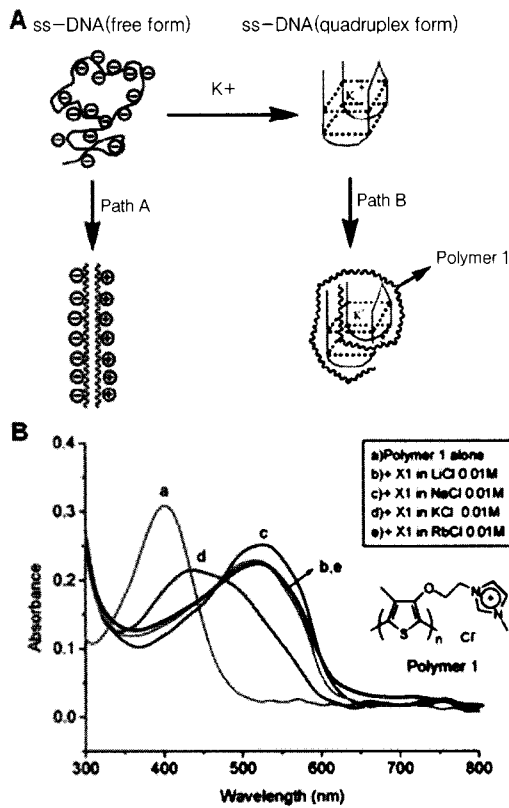 A
ss-DNA(free form)
ss-DNA(quadruplex form)
K+
K+
Path A
Path B
Polymer 1
K+
B
a)Polymer 1 alone
b)+ X1 in LiCl 0.01M
c)+ X1 in NaCl 0.01M
d)+ X1 in KCl 0.01M
e)+ X1 in RbCl 0.01M
a
c
d
b,e
O
N
+
N
S
n
Cl-
Polymer 1
Absorbance
0.4
0.3
0.2
0.1
0.0
300 400 500 600 700 800
Wavelength (nm)